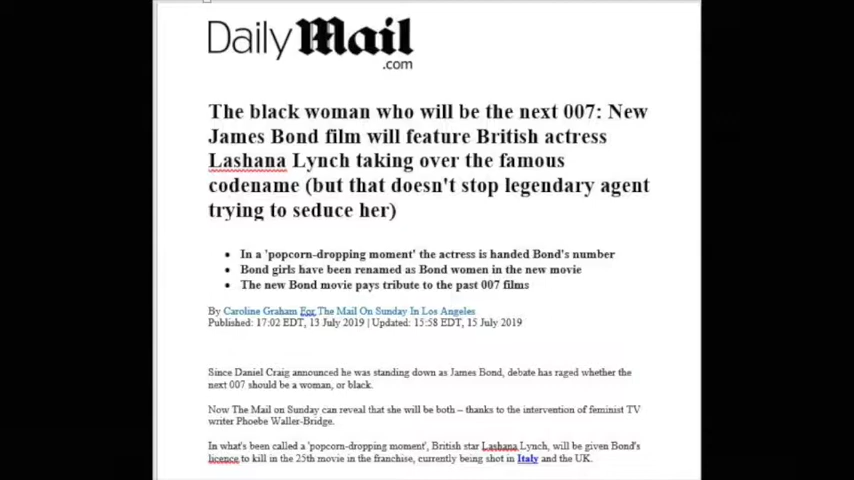 Daily Mail
.com
The black woman who will be the next 007: New
James Bond film will feature British actress
Lashana Lynch taking over the famous
codename (but that doesn't stop legendary agent
trying to seduce her)
• In a 'popcorn-dropping moment' the actress is handed Bond's number
• Bond girls have been renamed as Bond women in the new movie
• The new Bond movie pays tribute to the past 007 films
By Caroline Graham For The Mail On Sunday In Los Angeles
Published: 17:02 EDT, 13 July 2019 | Updated: 15:58 EDT, 15 July 2019
Since Daniel Craig announced he was standing down as James Bond, debate has raged whether the
next 007 should be a woman, or black.
Now The Mail on Sunday can reveal that she will be both – thanks to the intervention of feminist TV
writer Phoebe Waller-Bridge.
In what's been called a 'popcorn-dropping moment', British star Lashana Lynch, will be given Bond's
licence to kill in the 25th movie in the franchise, currently being shot in Italy and the UK.